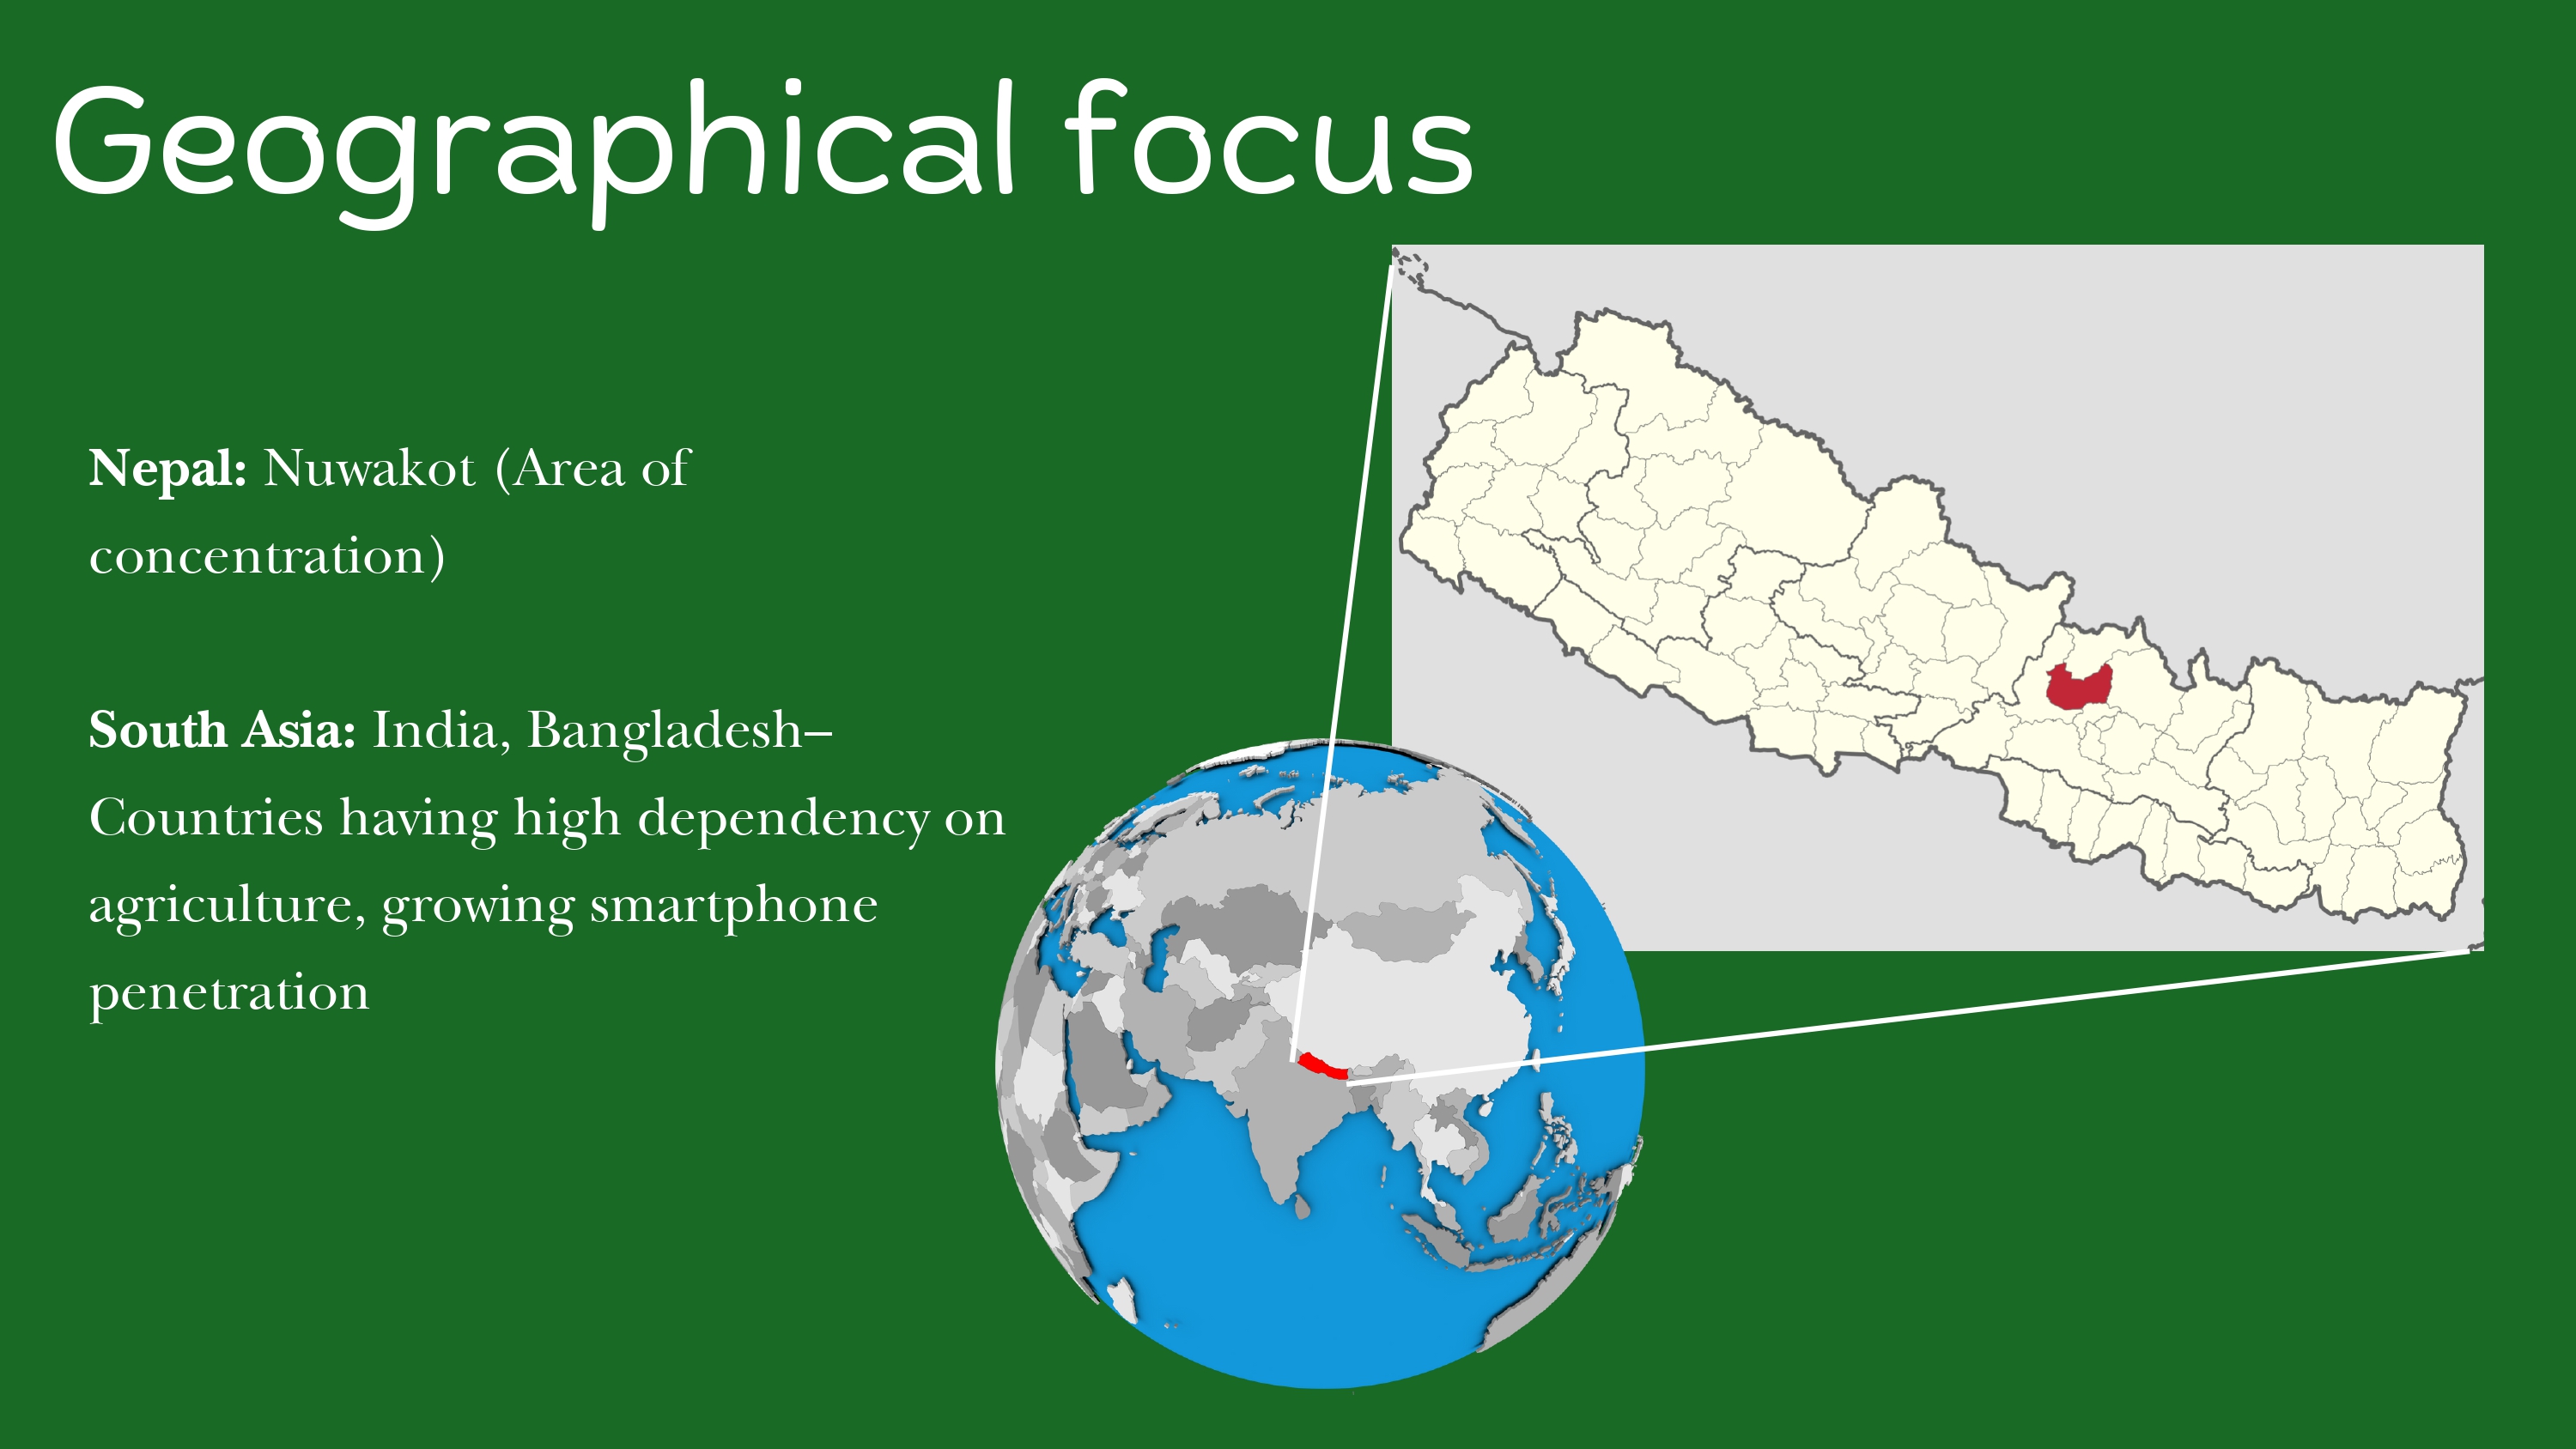 Geographical focus
Nepal: Nuwakot (Area of
concentration)
South Asia: India, Bangladesh–
Countries having high dependency on
agriculture, growing smartphone
penetration